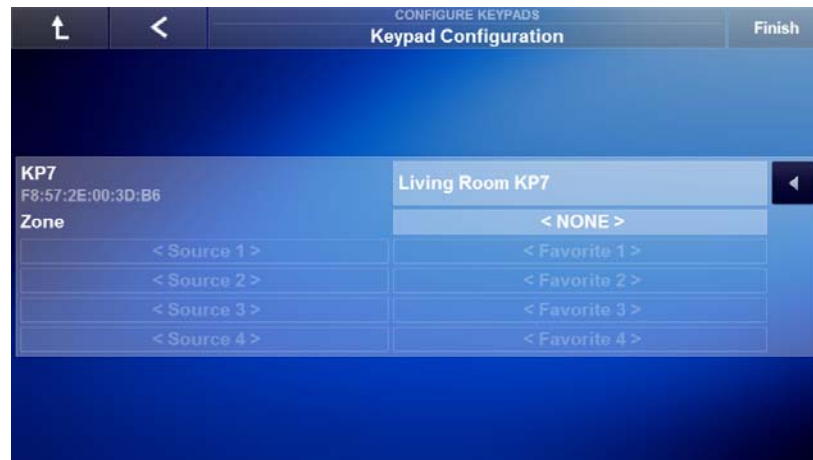 CONFIGURE KEYPADS
Keypad Configuration
Finish
KP7
F8:57:2E:00:3D:B6
Living Room KP7
Zone
< NONE >
< Source 1 >
< Favorite 1 >
< Source 2 >
< Favorite 2 >
< Source 3 >
< Favorite 3 >
< Source 4 >
< Favorite 4 >